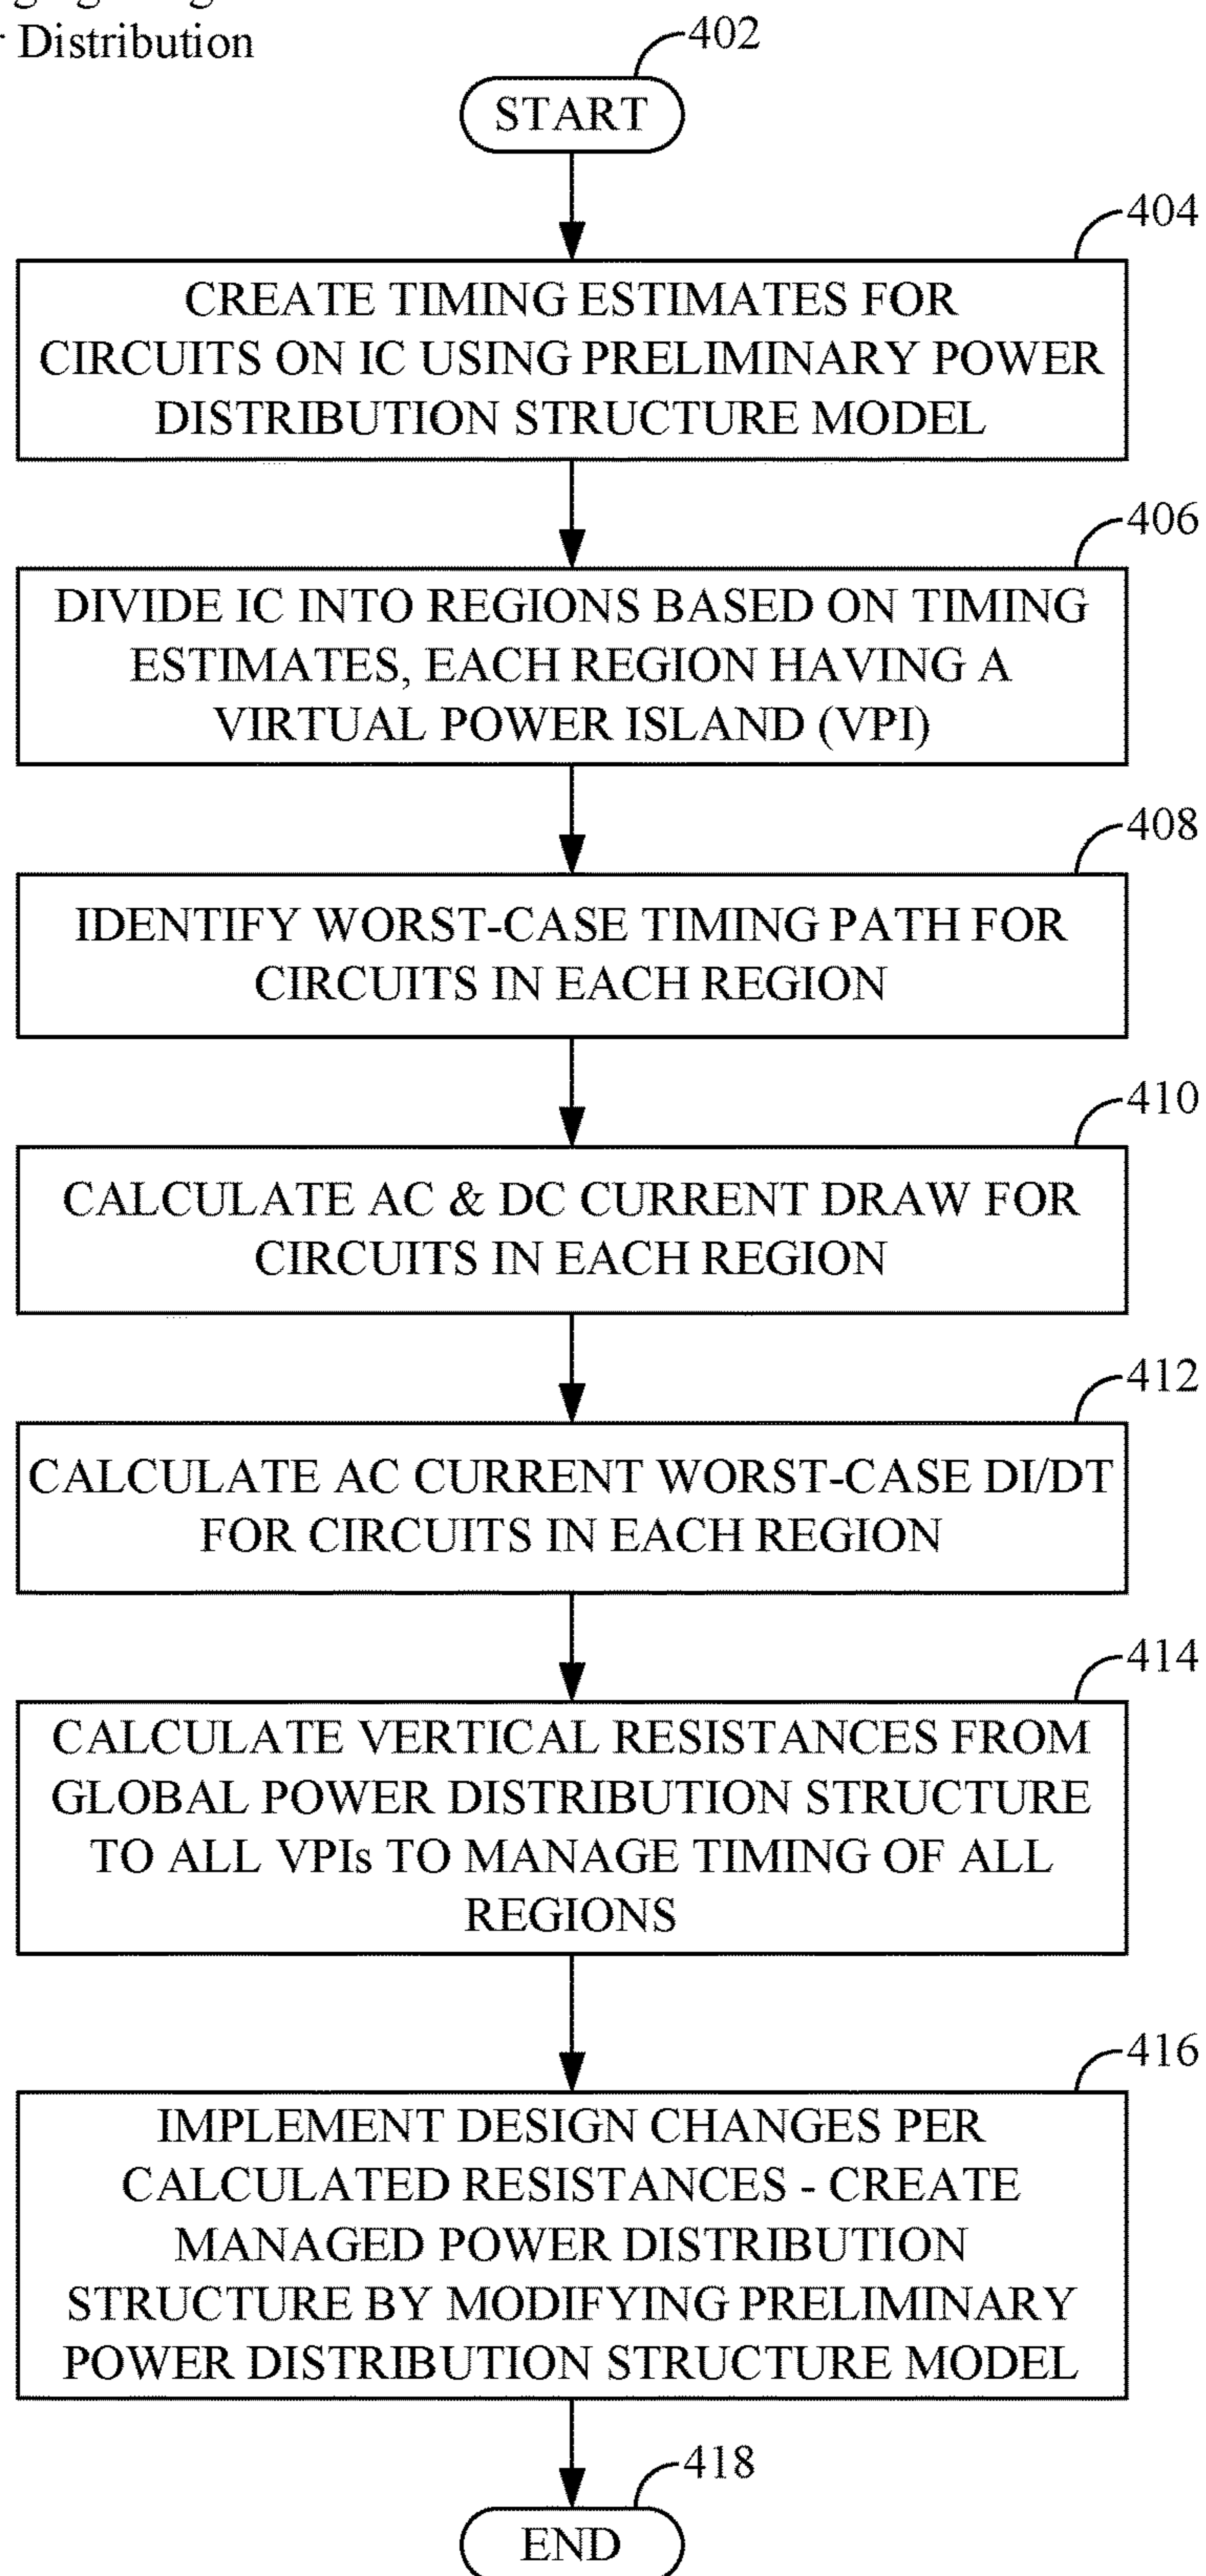 r Distribution
402
START
404
CREATE TIMING ESTIMATES FOR
CIRCUITS ON IC USING PRELIMINARY POWER
DISTRIBUTION STRUCTURE MODEL
406
DIVIDE IC INTO REGIONS BASED ON TIMING
ESTIMATES, EACH REGION HAVING A
VIRTUAL POWER ISLAND (VPI)
408
IDENTIFY WORST-CASE TIMING PATH FOR
CIRCUITS IN EACH REGION
410
CALCULATE AC & DC CURRENT DRAW FOR
CIRCUITS IN EACH REGION
412
CALCULATE AC CURRENT WORST-CASE DI/DT
FOR CIRCUITS IN EACH REGION
414
CALCULATE VERTICAL RESISTANCES FROM
GLOBAL POWER DISTRIBUTION STRUCTURE
TO ALL VPIs TO MANAGE TIMING OF ALL
REGIONS
416
IMPLEMENT DESIGN CHANGES PER
CALCULATED RESISTANCES - CREATE
MANAGED POWER DISTRIBUTION
STRUCTURE BY MODIFYING PRELIMINARY
POWER DISTRIBUTION STRUCTURE MODEL
418
END